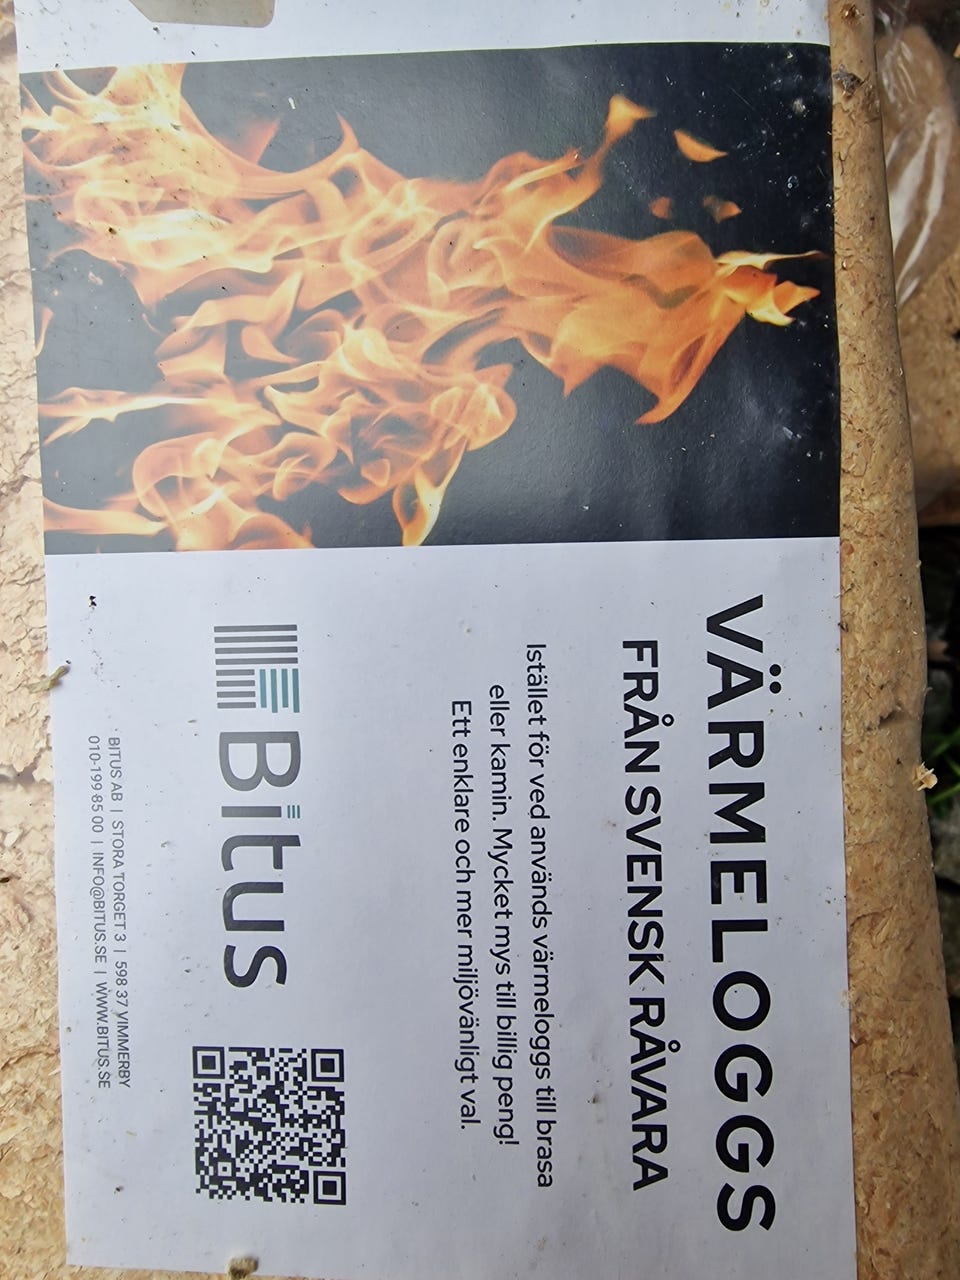 VÄRMELOGGS
FRÅN SVENSK RÅVARA
Istället för ved används värmeloggs till brasa
eller kamin. Mycket mys till billig peng!
Ett enklare och mer miljövänligt val.
Bitus
BITUS AB | STORA TORGET 3 | 598 37 VIMMERBY
010-199 85 00 | INFO@BITUS.SE | WWW.BITUS.SE